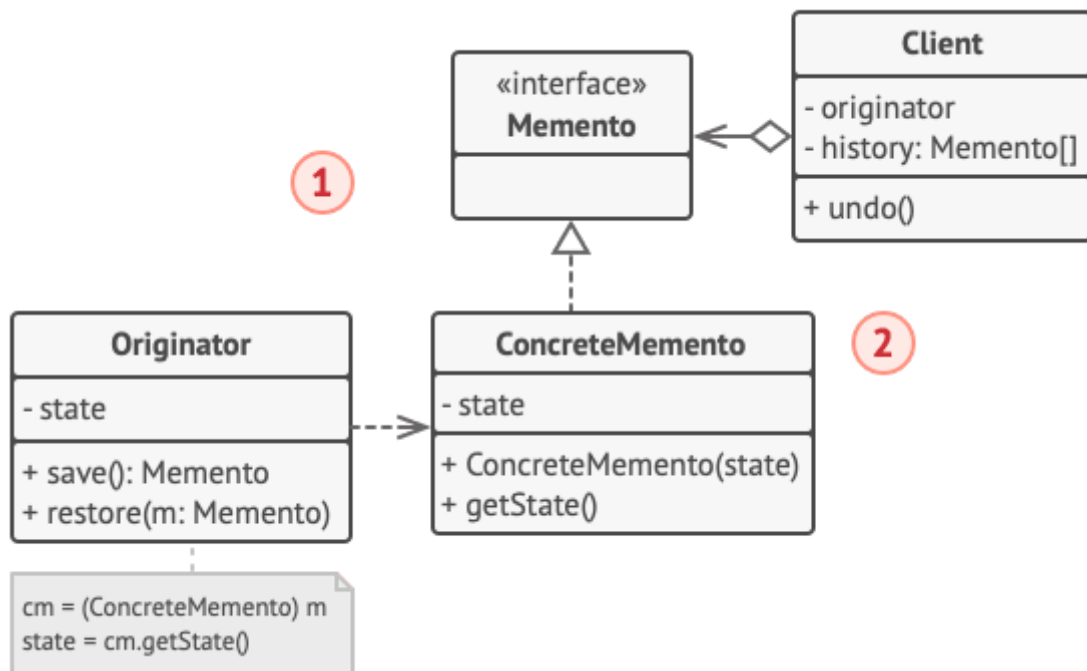 «interface»
Memento
Client
- originator
- history: Memento[]
+ undo()
1
Originator
- state
+ save(): Memento
+ restore(m: Memento)
ConcreteMemento
- state
+ ConcreteMemento(state)
+ getState()
2
cm = (ConcreteMemento) m
state = cm.getState()